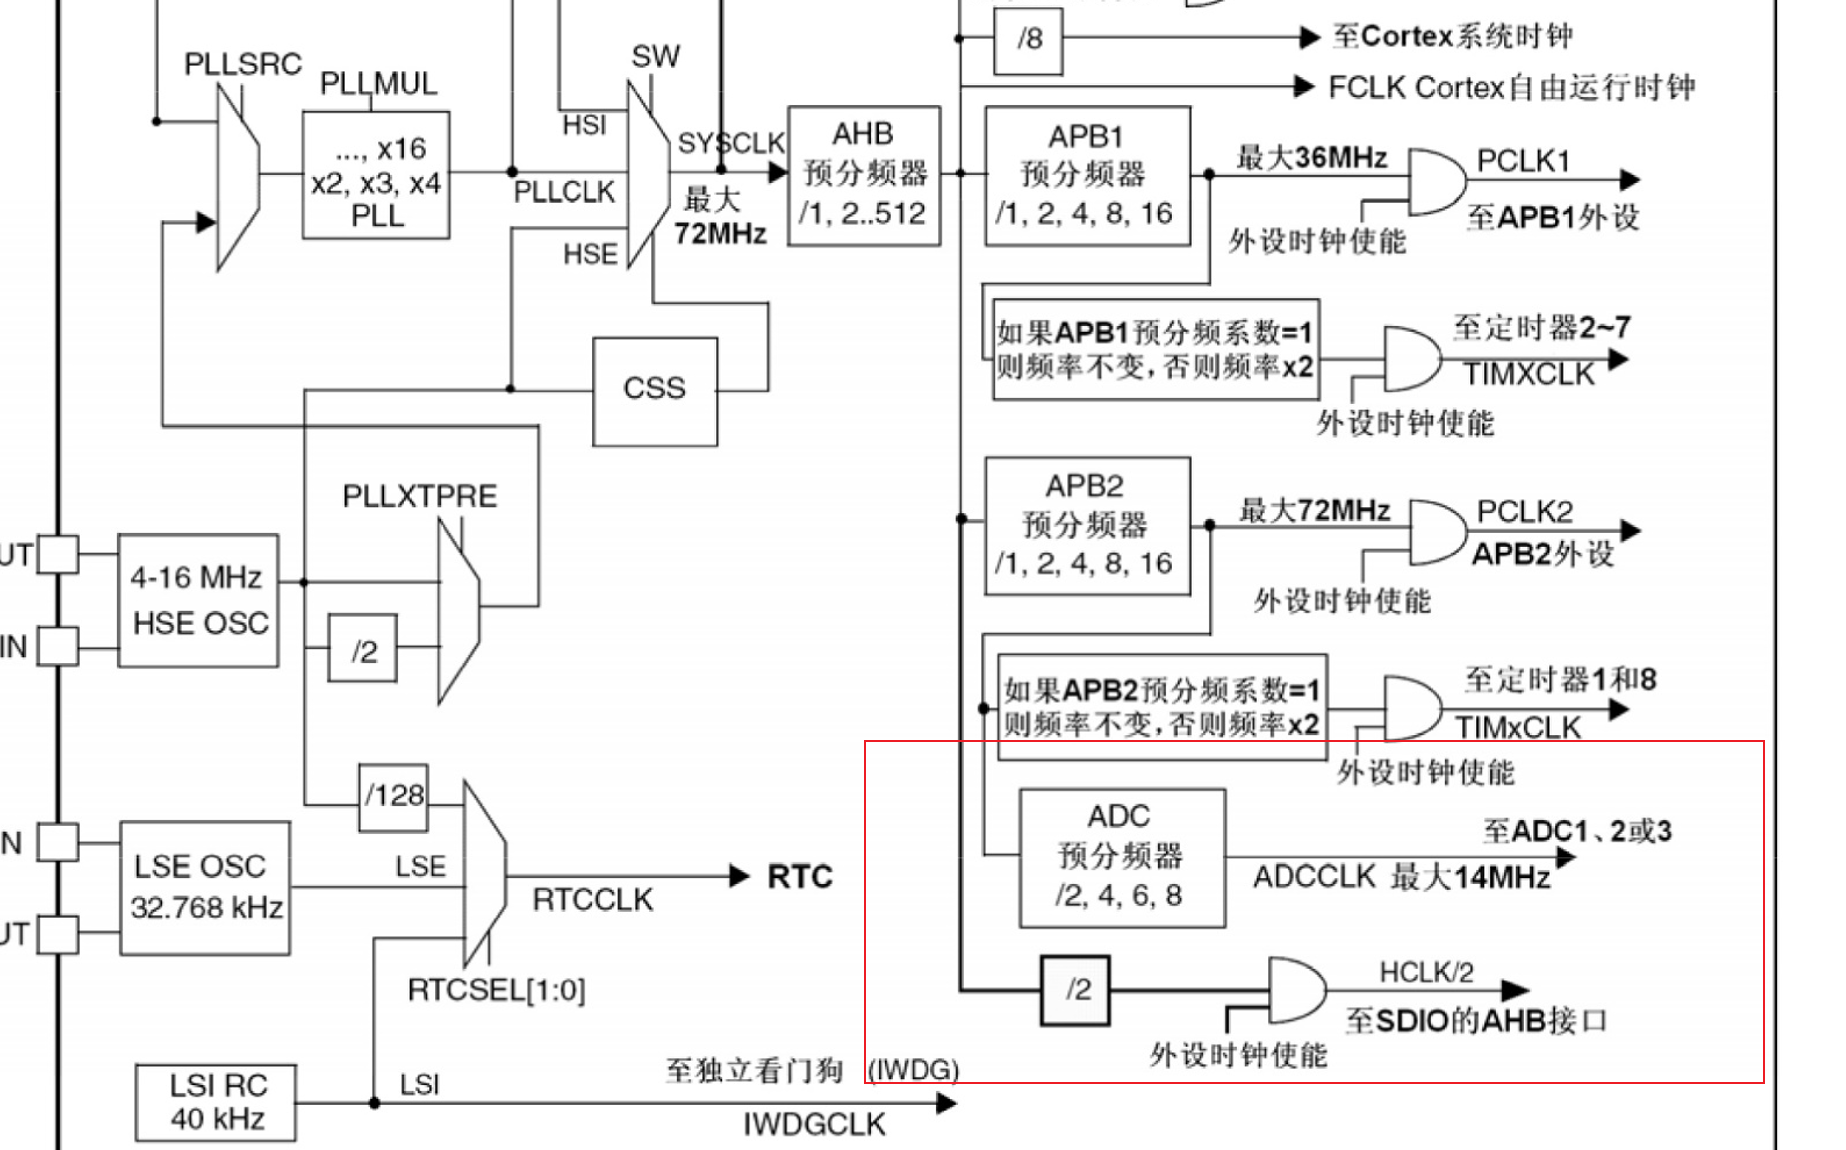 /8
至Cortex系统时钟
FCLK Cortex自由运行时钟
PLLSRC
PLLMUL
..., x16
x2, x3, x4
PLL
SW
HSI
PLLCLK
HSE
SYSCLK
最大
72MHz
AHB
预分频器
/1, 2..512
APB1
预分频器
/1, 2, 4, 8, 16
最大36MHz
PCLK1
至APB1外设
外设时钟使能
如果APB1预分频系数=1
则频率不变，否则频率x2
至定时器2~7
TIMXCLK
外设时钟使能
CSS
PLLXTPRE
UT
IN
4-16 MHz
HSE OSC
/2
APB2
预分频器
/1, 2, 4, 8, 16
最大72MHz
PCLK2
APB2外设
外设时钟使能
如果APB2预分频系数=1
则频率不变，否则频率x2
至定时器1和8
TIMxCLK
外设时钟使能
/128
N
UT
LSE OSC
32.768 kHz
LSE
RTCCLK
RTC
RTCSEL[1:0]
ADC
预分频器
/2, 4, 6, 8
至ADC1、2或3
ADCCLK 最大14MHz
/2
HCLK/2
至SDIO的AHB接口
外设时钟使能
LSI RC
40 kHz
LSI
至独立看门狗 (IWDG)
IWDGCLK